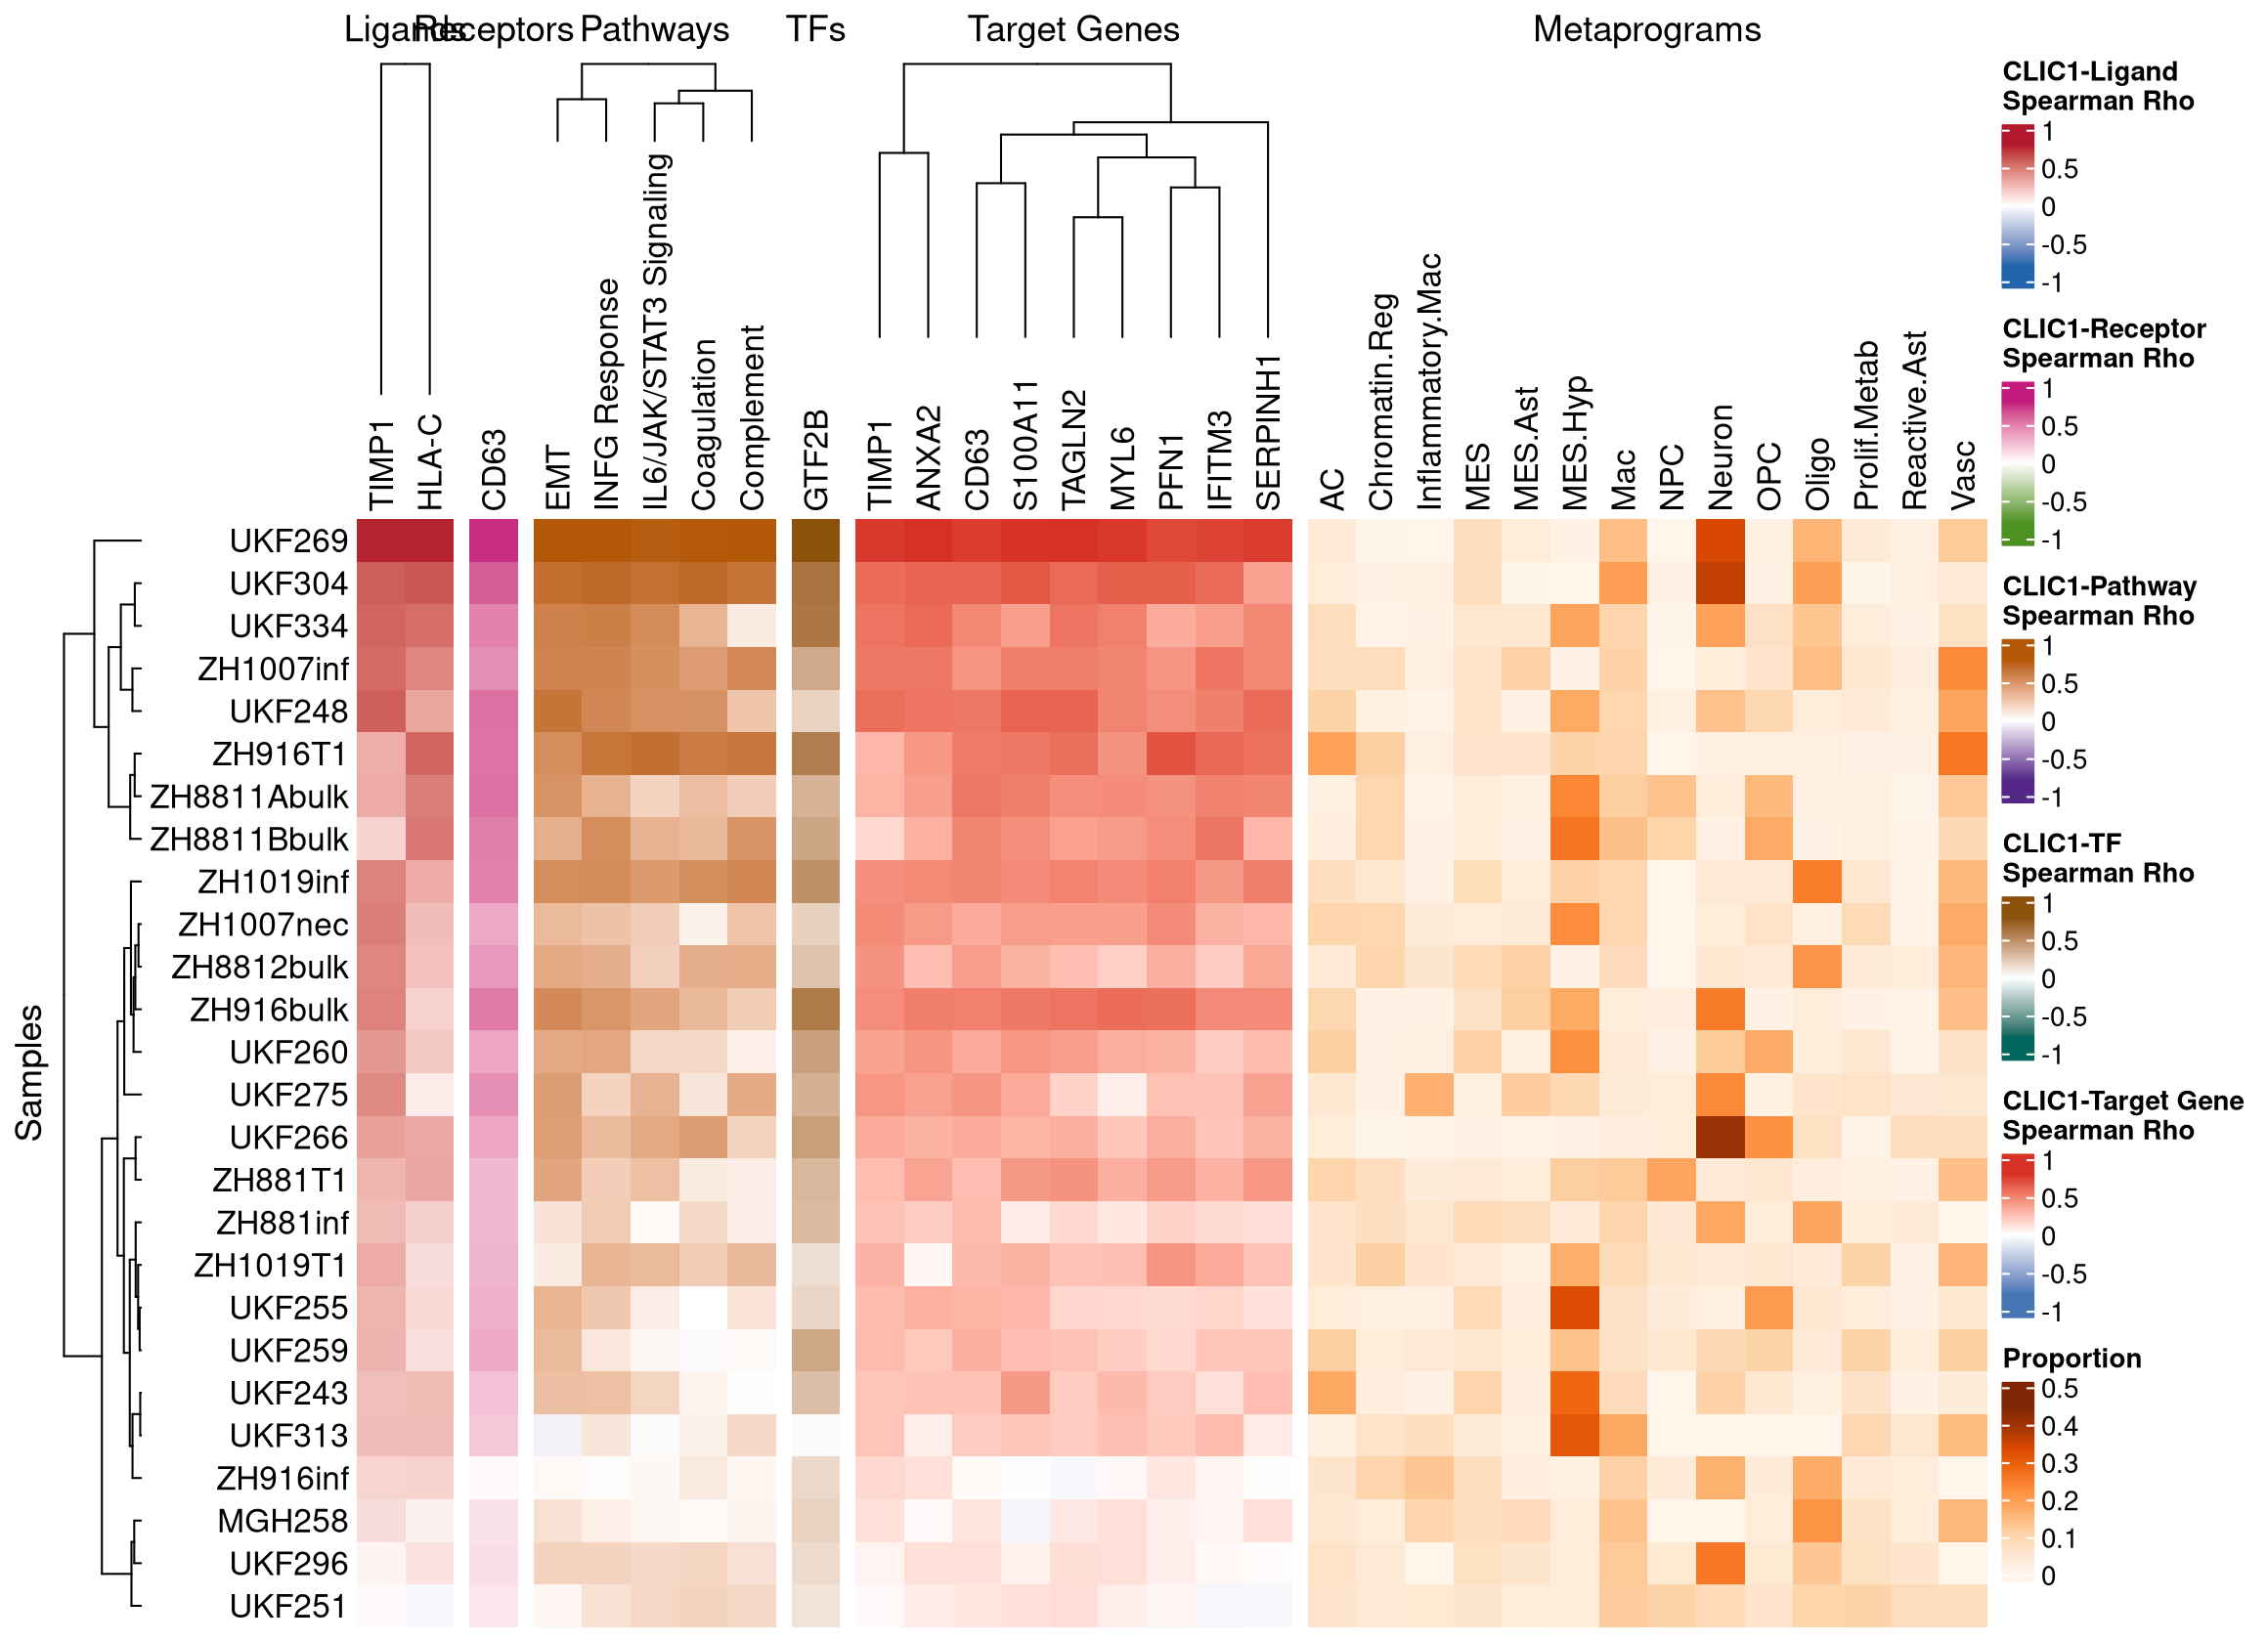 Ligands Receptors Pathways TFs Target Genes Metaprograms
TIMP1
HLA-C
CD63
EMT
INFG Response
IL6/JAK/STAT3 Signaling
Coagulation
Complement
GTF2B
TIMP1
ANXA2
CD63
S100A11
TAGLN2
MYL6
PFN1
IFITM3
SERPINH1
AC
Chromatin.Reg
Inflammatory.Mac
MES
MES.Ast
MES.Hyp
Mac
NPC
Neuron
OPC
Oligo
Prolif.Metab
Reactive.Ast
Vasc
Samples
UKF269
UKF304
UKF334
ZH1007inf
UKF248
ZH916T1
ZH8811Abulk
ZH8811Bbulk
ZH1019inf
ZH1007nec
ZH8812bulk
ZH916bulk
UKF260
UKF275
UKF266
ZH881T1
ZH881inf
ZH1019T1
UKF255
UKF259
UKF243
UKF313
ZH916inf
MGH258
UKF296
UKF251
CLIC1-Ligand
Spearman Rho
1
0.5
0
-0.5
-1
CLIC1-Receptor
Spearman Rho
1
0.5
0
-0.5
-1
CLIC1-Pathway
Spearman Rho
1
0.5
0
-0.5
-1
CLIC1-TF
Spearman Rho
1
0.5
0
-0.5
-1
CLIC1-Target Gene
Spearman Rho
1
0.5
0
-0.5
-1
Proportion
0.5
0.4
0.3
0.2
0.1
0